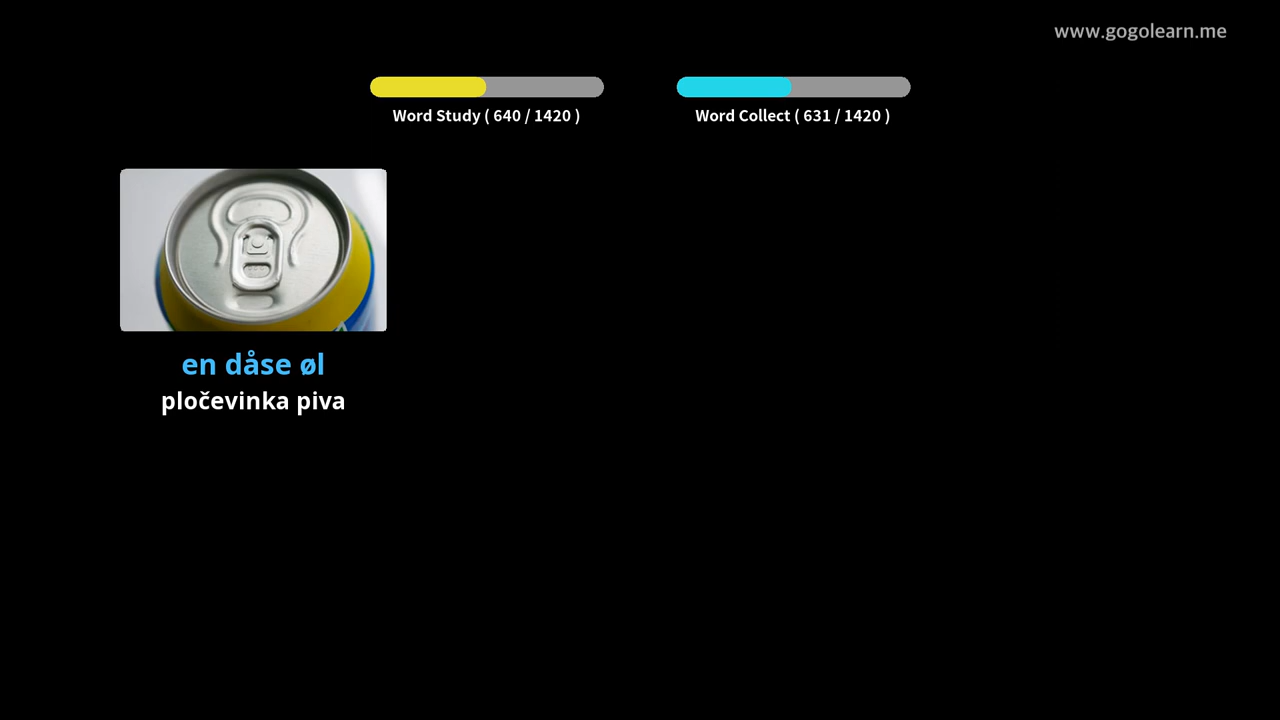 www.gogolearn.me
Word Study ( 640 / 1420 )
Word Collect ( 631 / 1420 )
en dåse øl
pločevinka piva